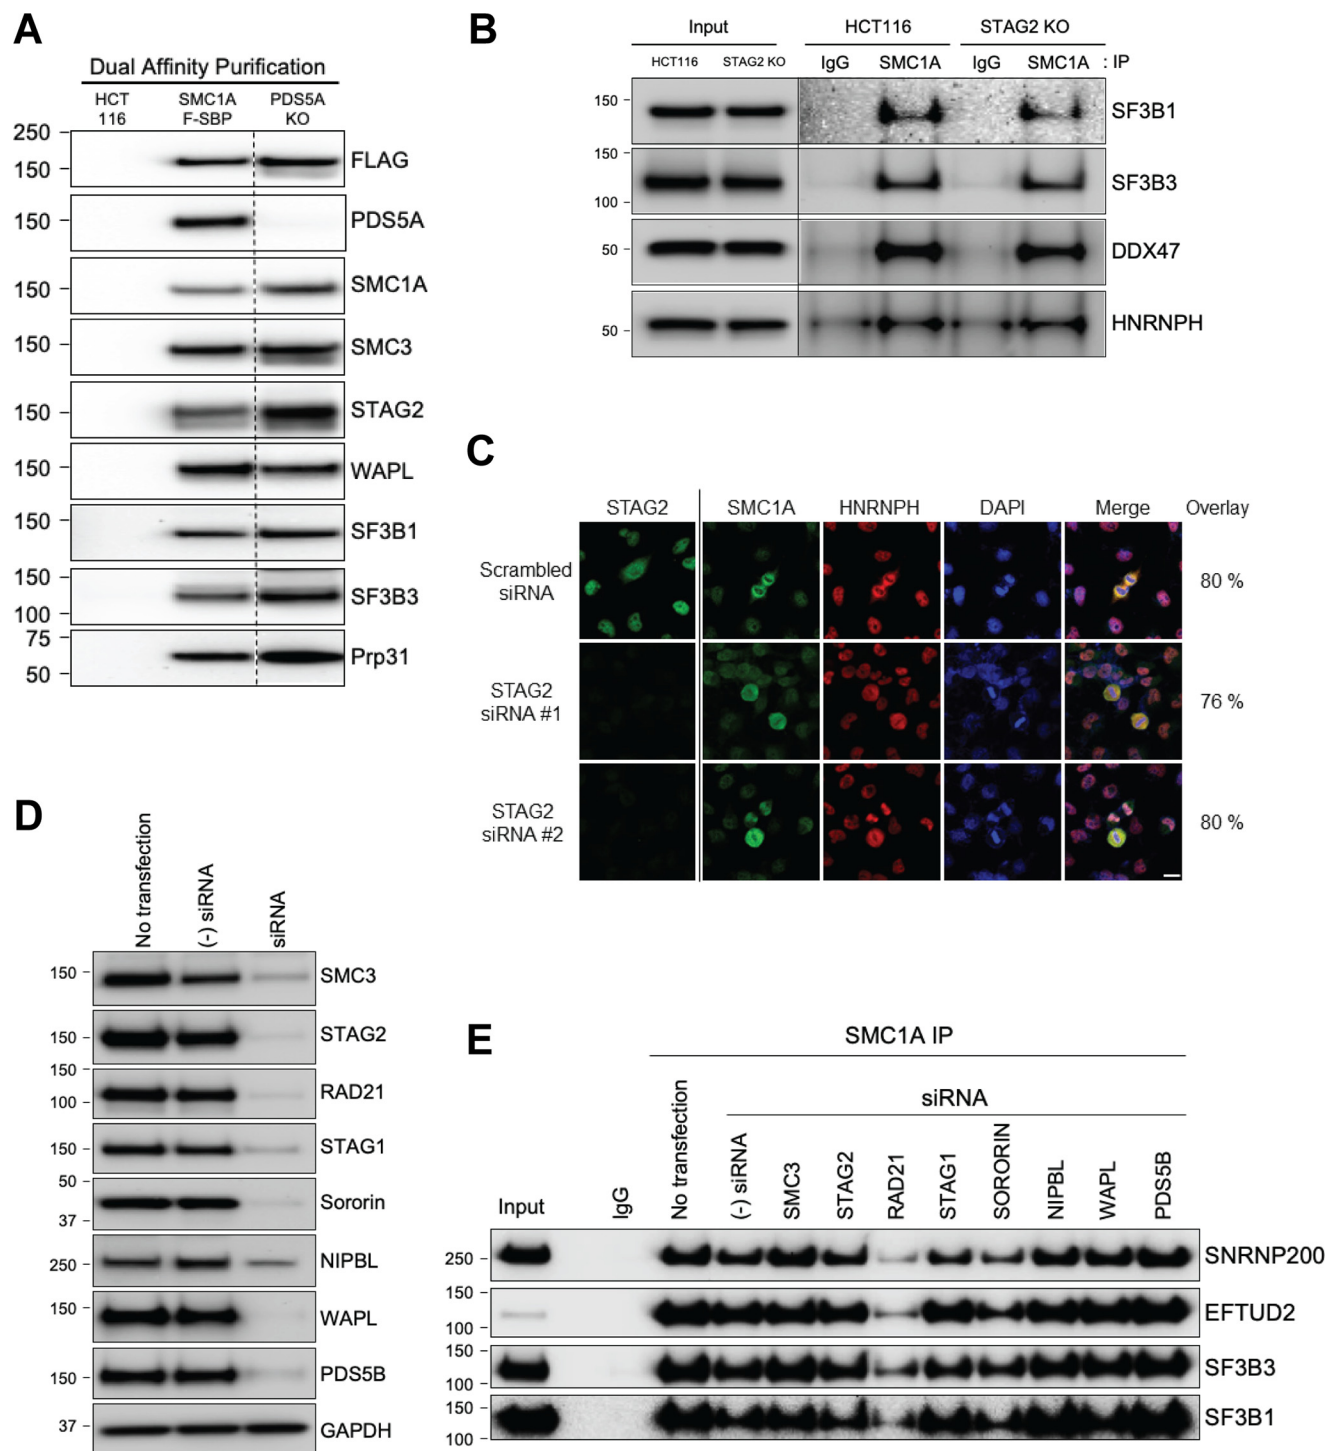 A
Dual Affinity Purification
HCT 116
SMC1A F-SBP
PDS5A KO
250
150
FLAG
150
PDS5A
150
SMC1A
150
SMC3
150
STAG2
150
WAPL
150
SF3B1
150
100
SF3B3
75
50
Prp31
B
Input
HCT116
STAG2 KO
HCT116
STAG2 KO
IgG
SMC1A
IgG
SMC1A
: IP
150
SF3B1
150
100
SF3B3
50
DDX47
50
HNRNPH
C
STAG2
SMC1A
HNRNPH
DAPI
Merge
Overlay
Scrambled siRNA
80 %
STAG2 siRNA #1
76 %
STAG2 siRNA #2
80 %
D
No transfection
(-) siRNA
siRNA
150
SMC3
150
STAG2
150
100
RAD21
150
STAG1
50
37
Sororin
250
NIPBL
150
WAPL
150
PDS5B
37
GAPDH
E
SMC1A IP
siRNA
Input
IgG
No transfection
(-) siRNA
SMC3
STAG2
RAD21
STAG1
SORORIN
NIPBL
WAPL
PDS5B
250
SNRNP200
150
100
EFTUD2
150
100
SF3B3
150
100
SF3B1